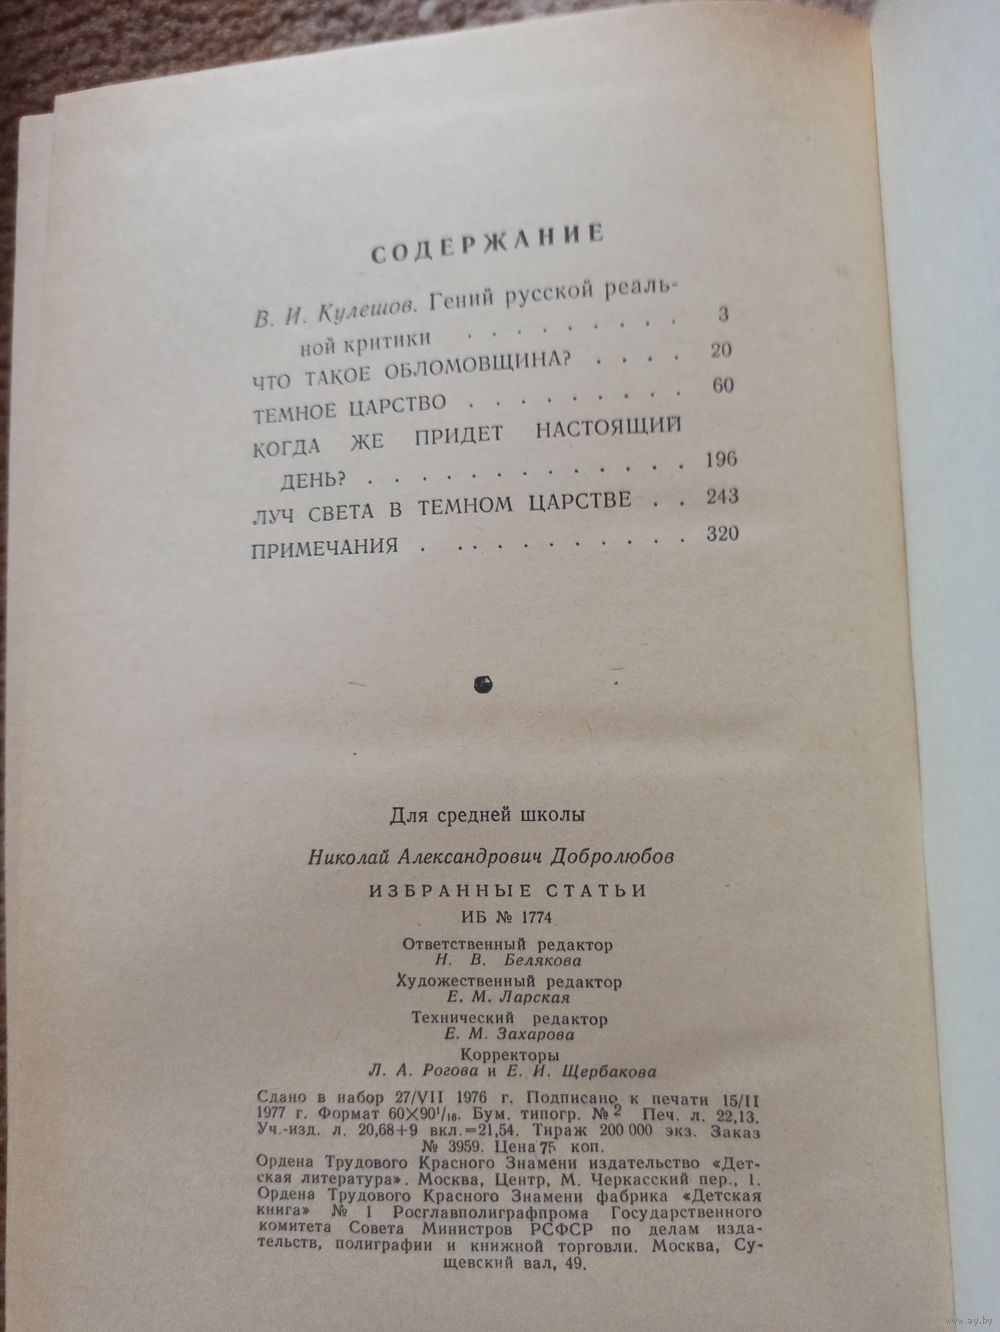 СОДЕРЖАНИЕ
В. И. Кулешов. Гений русской реаль-
ной критики . . . . . . . . 3
ЧТО ТАКОЕ ОБЛОМОВЩИНА? . . . . 20
ТЕМНОЕ ЦАРСТВО . . . . . . . . . 60
КОГДА ЖЕ ПРИДЕТ НАСТОЯЩИЙ
ДЕНЬ? . . . . . . . . . . . . . 196
ЛУЧ СВЕТА В ТЕМНОМ ЦАРСТВЕ . . 243
ПРИМЕЧАНИЯ . . . . . . . . . . . 320
Для средней школы
Николай Александрович Добролюбов
ИЗБРАННЫЕ СТАТЬИ
ИБ № 1774
Ответственный редактор
Н. В. Белякова
Художественный редактор
Е. М. Ларская
Технический редактор
Е. М. Захарова
Корректоры
Л. А. Рогова и Е. И. Щербакова
Сдано в набор 27/VII 1976 г. Подписано к печати 15/II
1977 г. Формат 60×90¹/₁₆. Бум. типогр. № 2 Печ. л. 22,13.
Уч.-изд. л. 20,68+9 вкл.=21,54. Тираж 200 000 экз. Заказ
№ 3959. Цена 75 коп.
Ордена Трудового Красного Знамени издательство «Дет-
ская литература». Москва, Центр, М. Черкасский пер., 1.
Ордена Трудового Красного Знамени фабрика «Детская
книга» № 1 Росглавполиграфпрома Государственного
комитета Совета Министров РСФСР по делам изда-
тельств, полиграфии и книжной торговли. Москва, Су-
щевский вал, 49.
www.ay.by